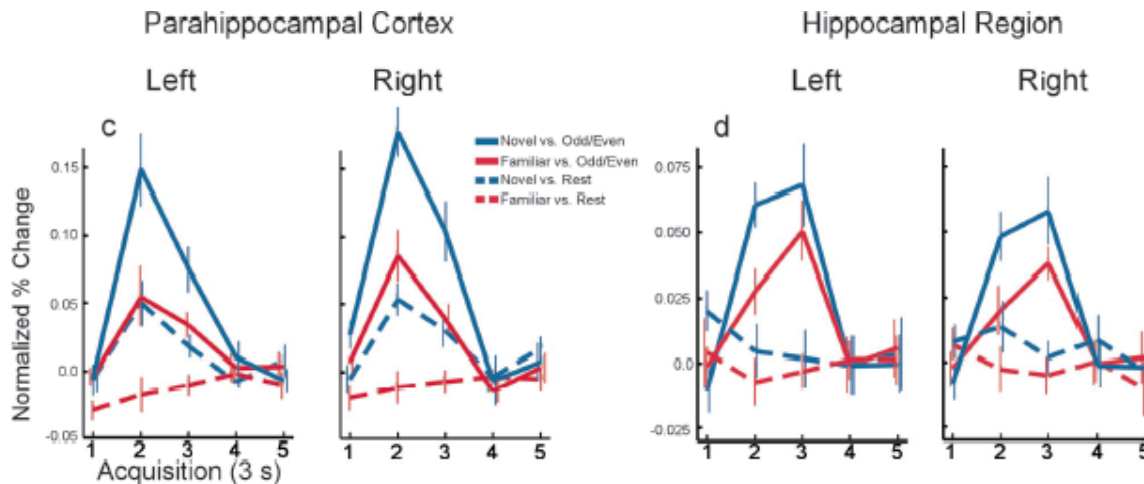 Parahippocampal Cortex
Hippocampal Region
Left
Right
Left
Right
c
d
Novel vs. Odd/Even
Familiar vs. Odd/Even
Novel vs. Rest
Familiar vs. Rest
Normalized % Change
0.15
0.10
0.05
0.0
-0.05
0.075
0.050
0.025
0.0
-0.025
1 2 3 4 5
1 2 3 4 5
1 2 3 4 5
1 2 3 4 5
Acquisition (3 s)